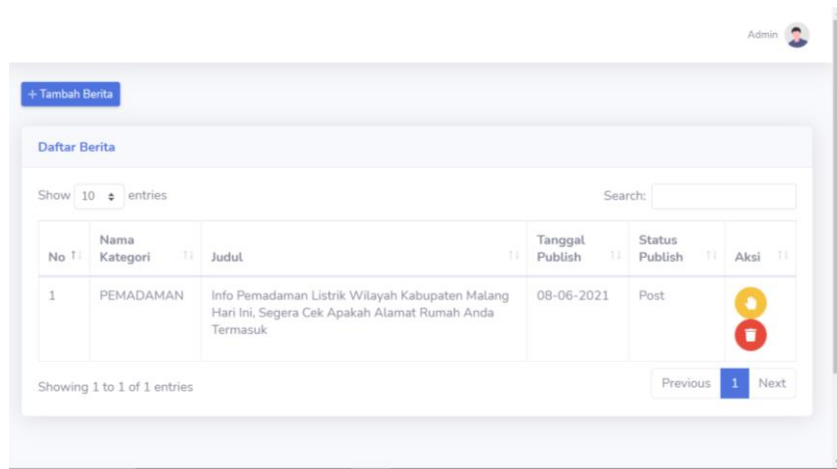 Admin
+ Tambah Berita
Daftar Berita
Show 10 entries
Search:
No Nama Kategori Judul Tanggal Publish Status Publish Aksi
1 PEMADAMAN Info Pemadaman Listrik Wilayah Kabupaten Malang 08-06-2021 Post
Hari Ini, Segera Cek Apakah Alamat Rumah Anda
Termasuk
Showing 1 to 1 of 1 entries
Previous 1 Next